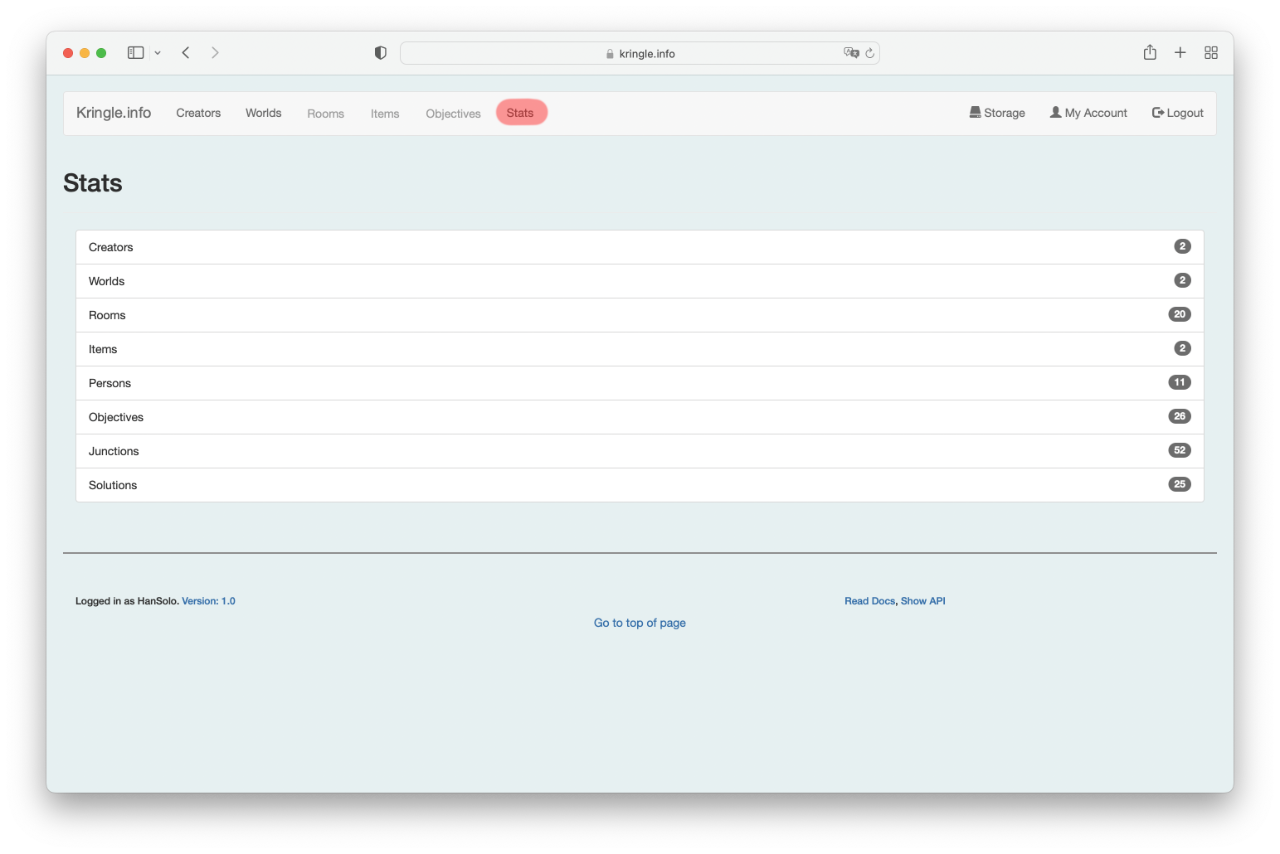 kringle.info
Kringle.info Creators Worlds Rooms Items Objectives Stats Storage My Account Logout
Stats
Creators 2
Worlds 2
Rooms 20
Items 2
Persons 11
Objectives 26
Junctions 52
Solutions 25
Logged in as HanSolo. Version: 1.0 Read Docs, Show API
Go to top of page